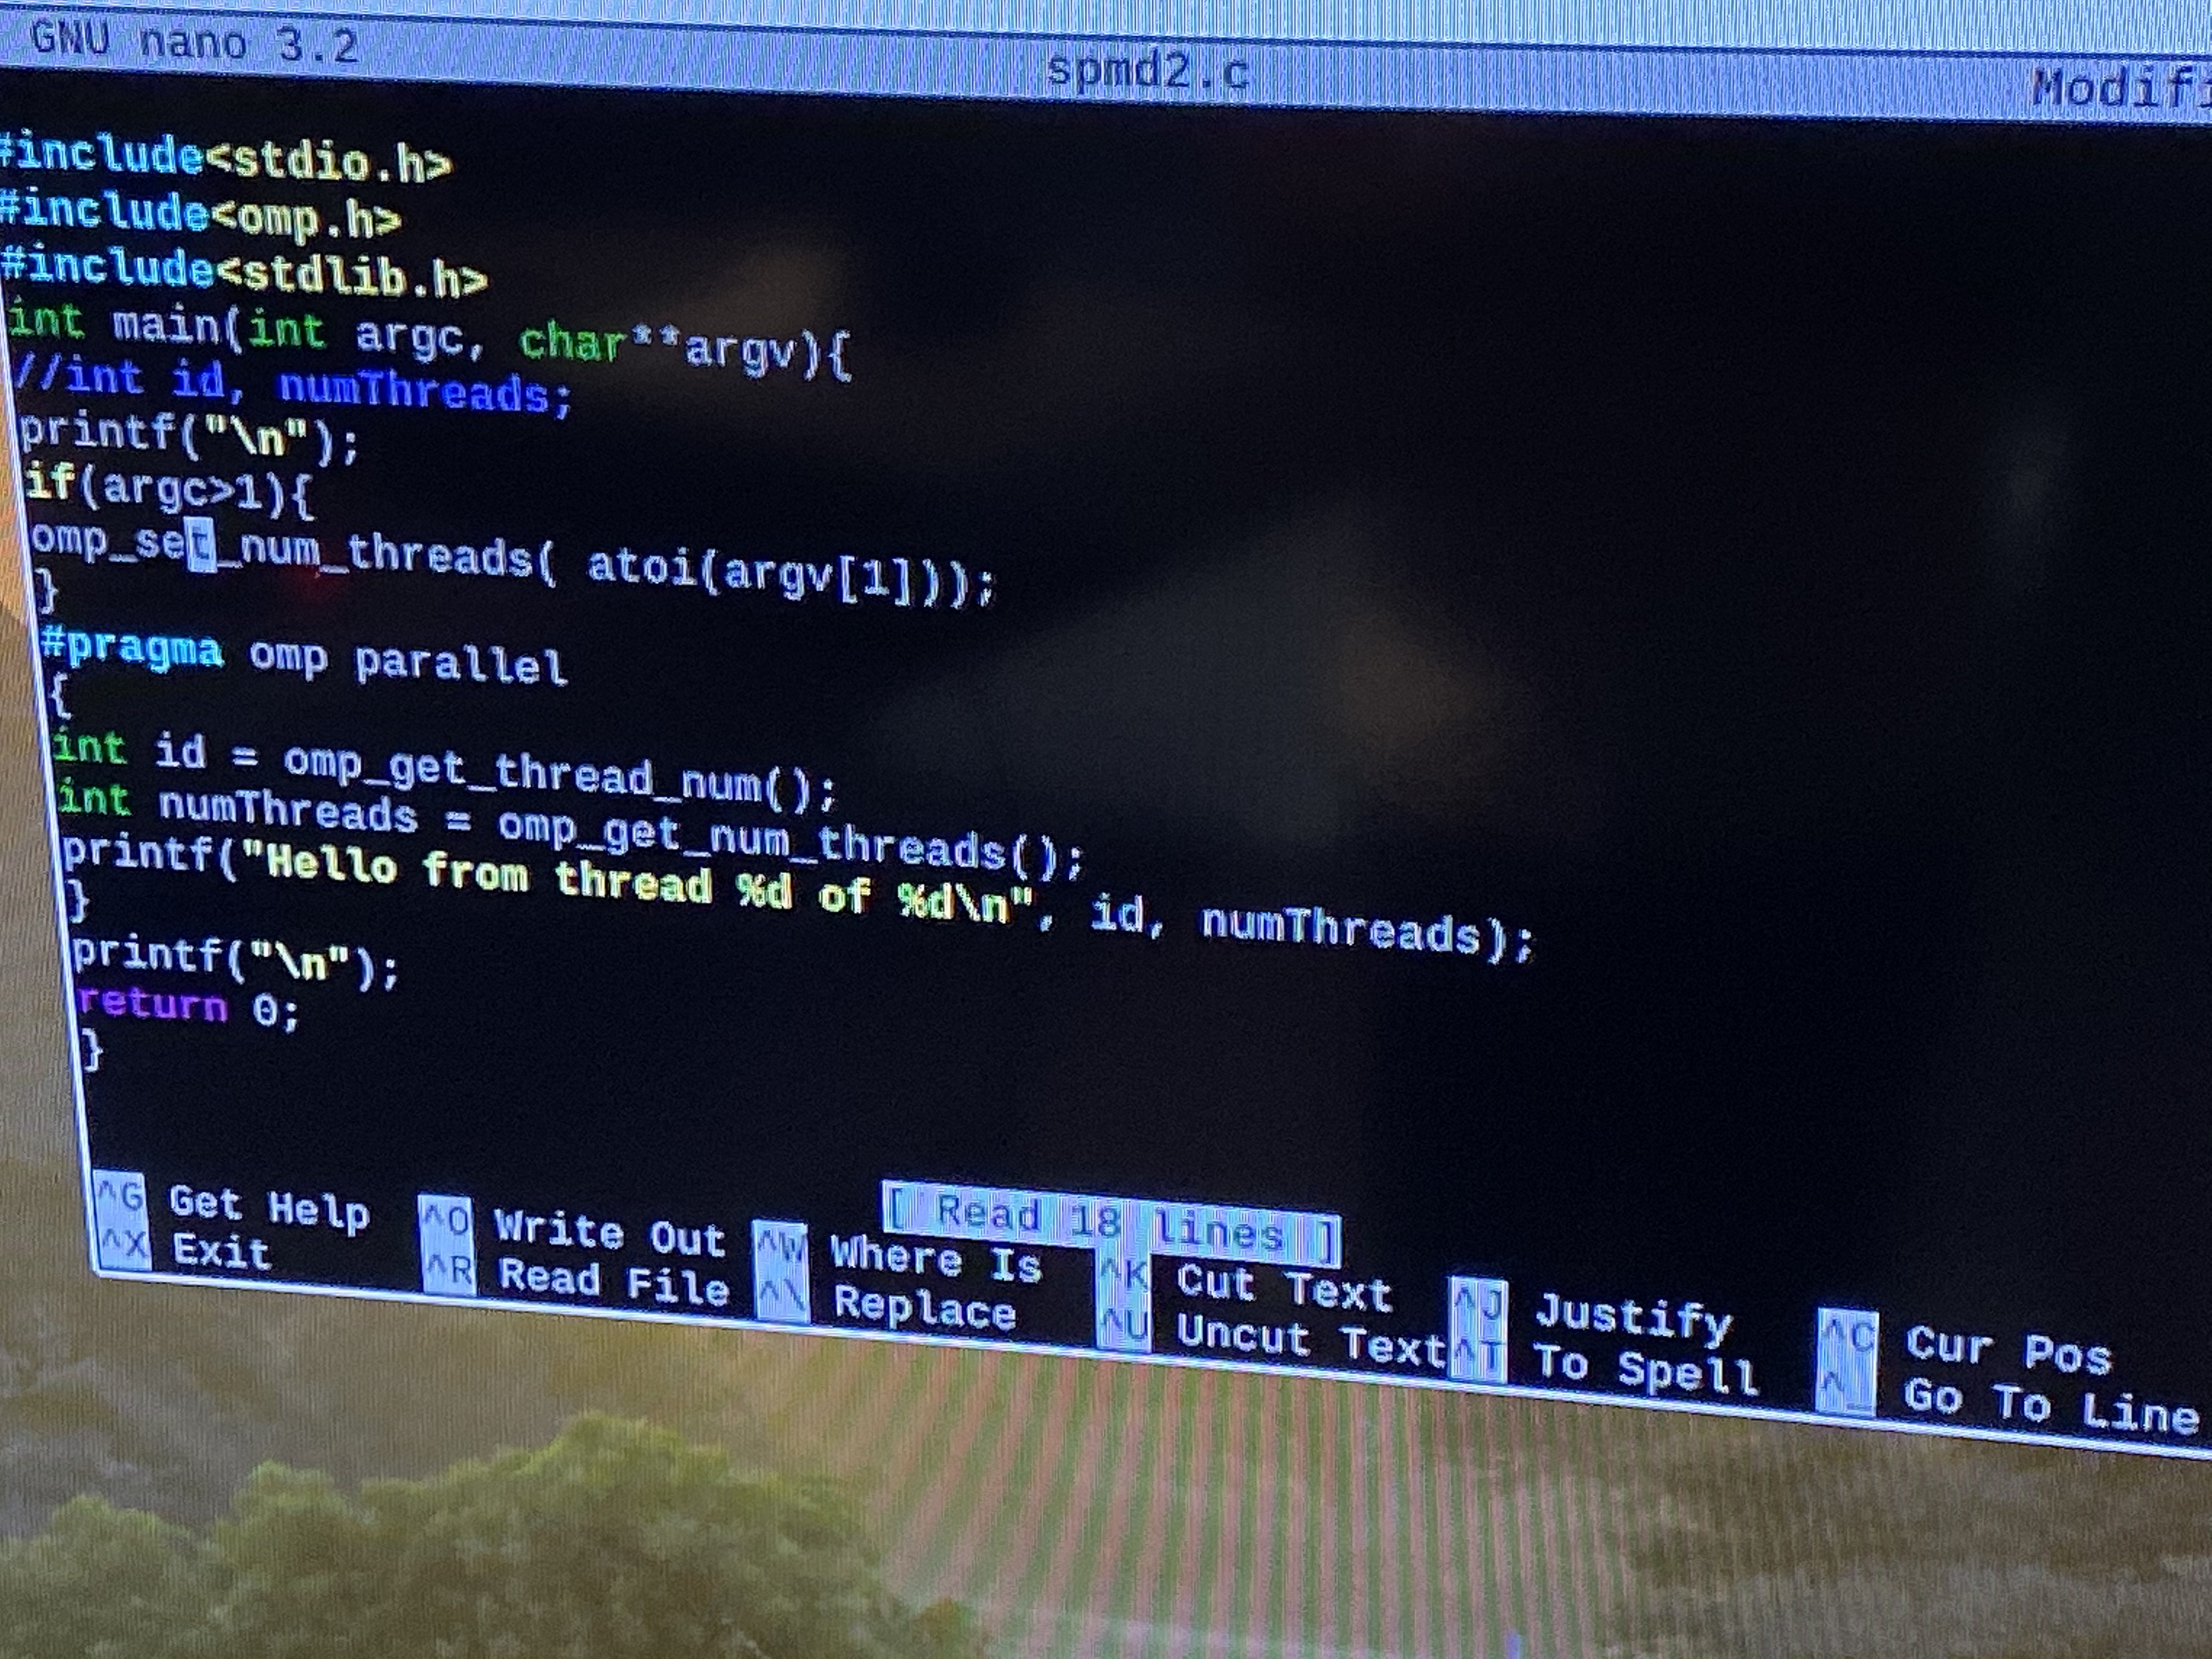 GNU nano 3.2 spmd2.c Modifi
#include<stdio.h>
#include<omp.h>
#include<stdlib.h>
int main(int argc, char**argv){
//int id, numThreads;
printf("\n");
if(argc>1){
omp_set_num_threads( atoi(argv[1]));
}
#pragma omp parallel
{
int id = omp_get_thread_num();
int numThreads = omp_get_num_threads();
printf("Hello from thread %d of %d\n", id, numThreads);
}
printf("\n");
return 0;
}
[ Read 18 lines ]
^G Get Help ^O Write Out ^W Where Is ^K Cut Text ^J Justify ^C Cur Pos
^X Exit ^R Read File ^\ Replace ^U Uncut Text ^T To Spell ^_ Go To Line